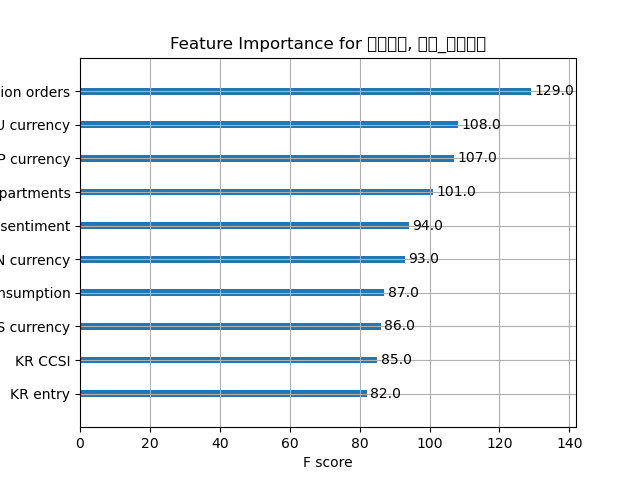 Feature Importance for , _
ion orders 129.0
U currency 108.0
P currency 107.0
partments 101.0
sentiment 94.0
N currency 93.0
nsumption 87.0
S currency 86.0
KR CCSI 85.0
KR entry 82.0
0 20 40 60 80 100 120 140
F score